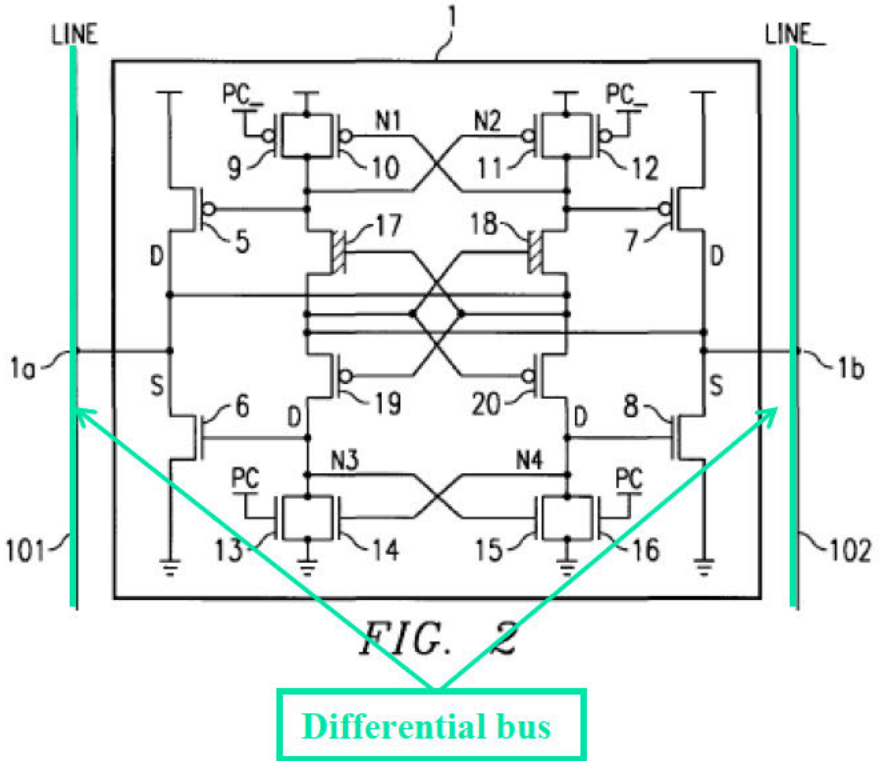 1
LINE
LINE_
PC_
N1
N2
PC_
9
10
11
12
17
18
5
7
D
D
1a
1b
S
S
6
19
20
8
D
D
N3
N4
PC
PC
101
13
14
15
16
102
FIG. 2
Differential bus